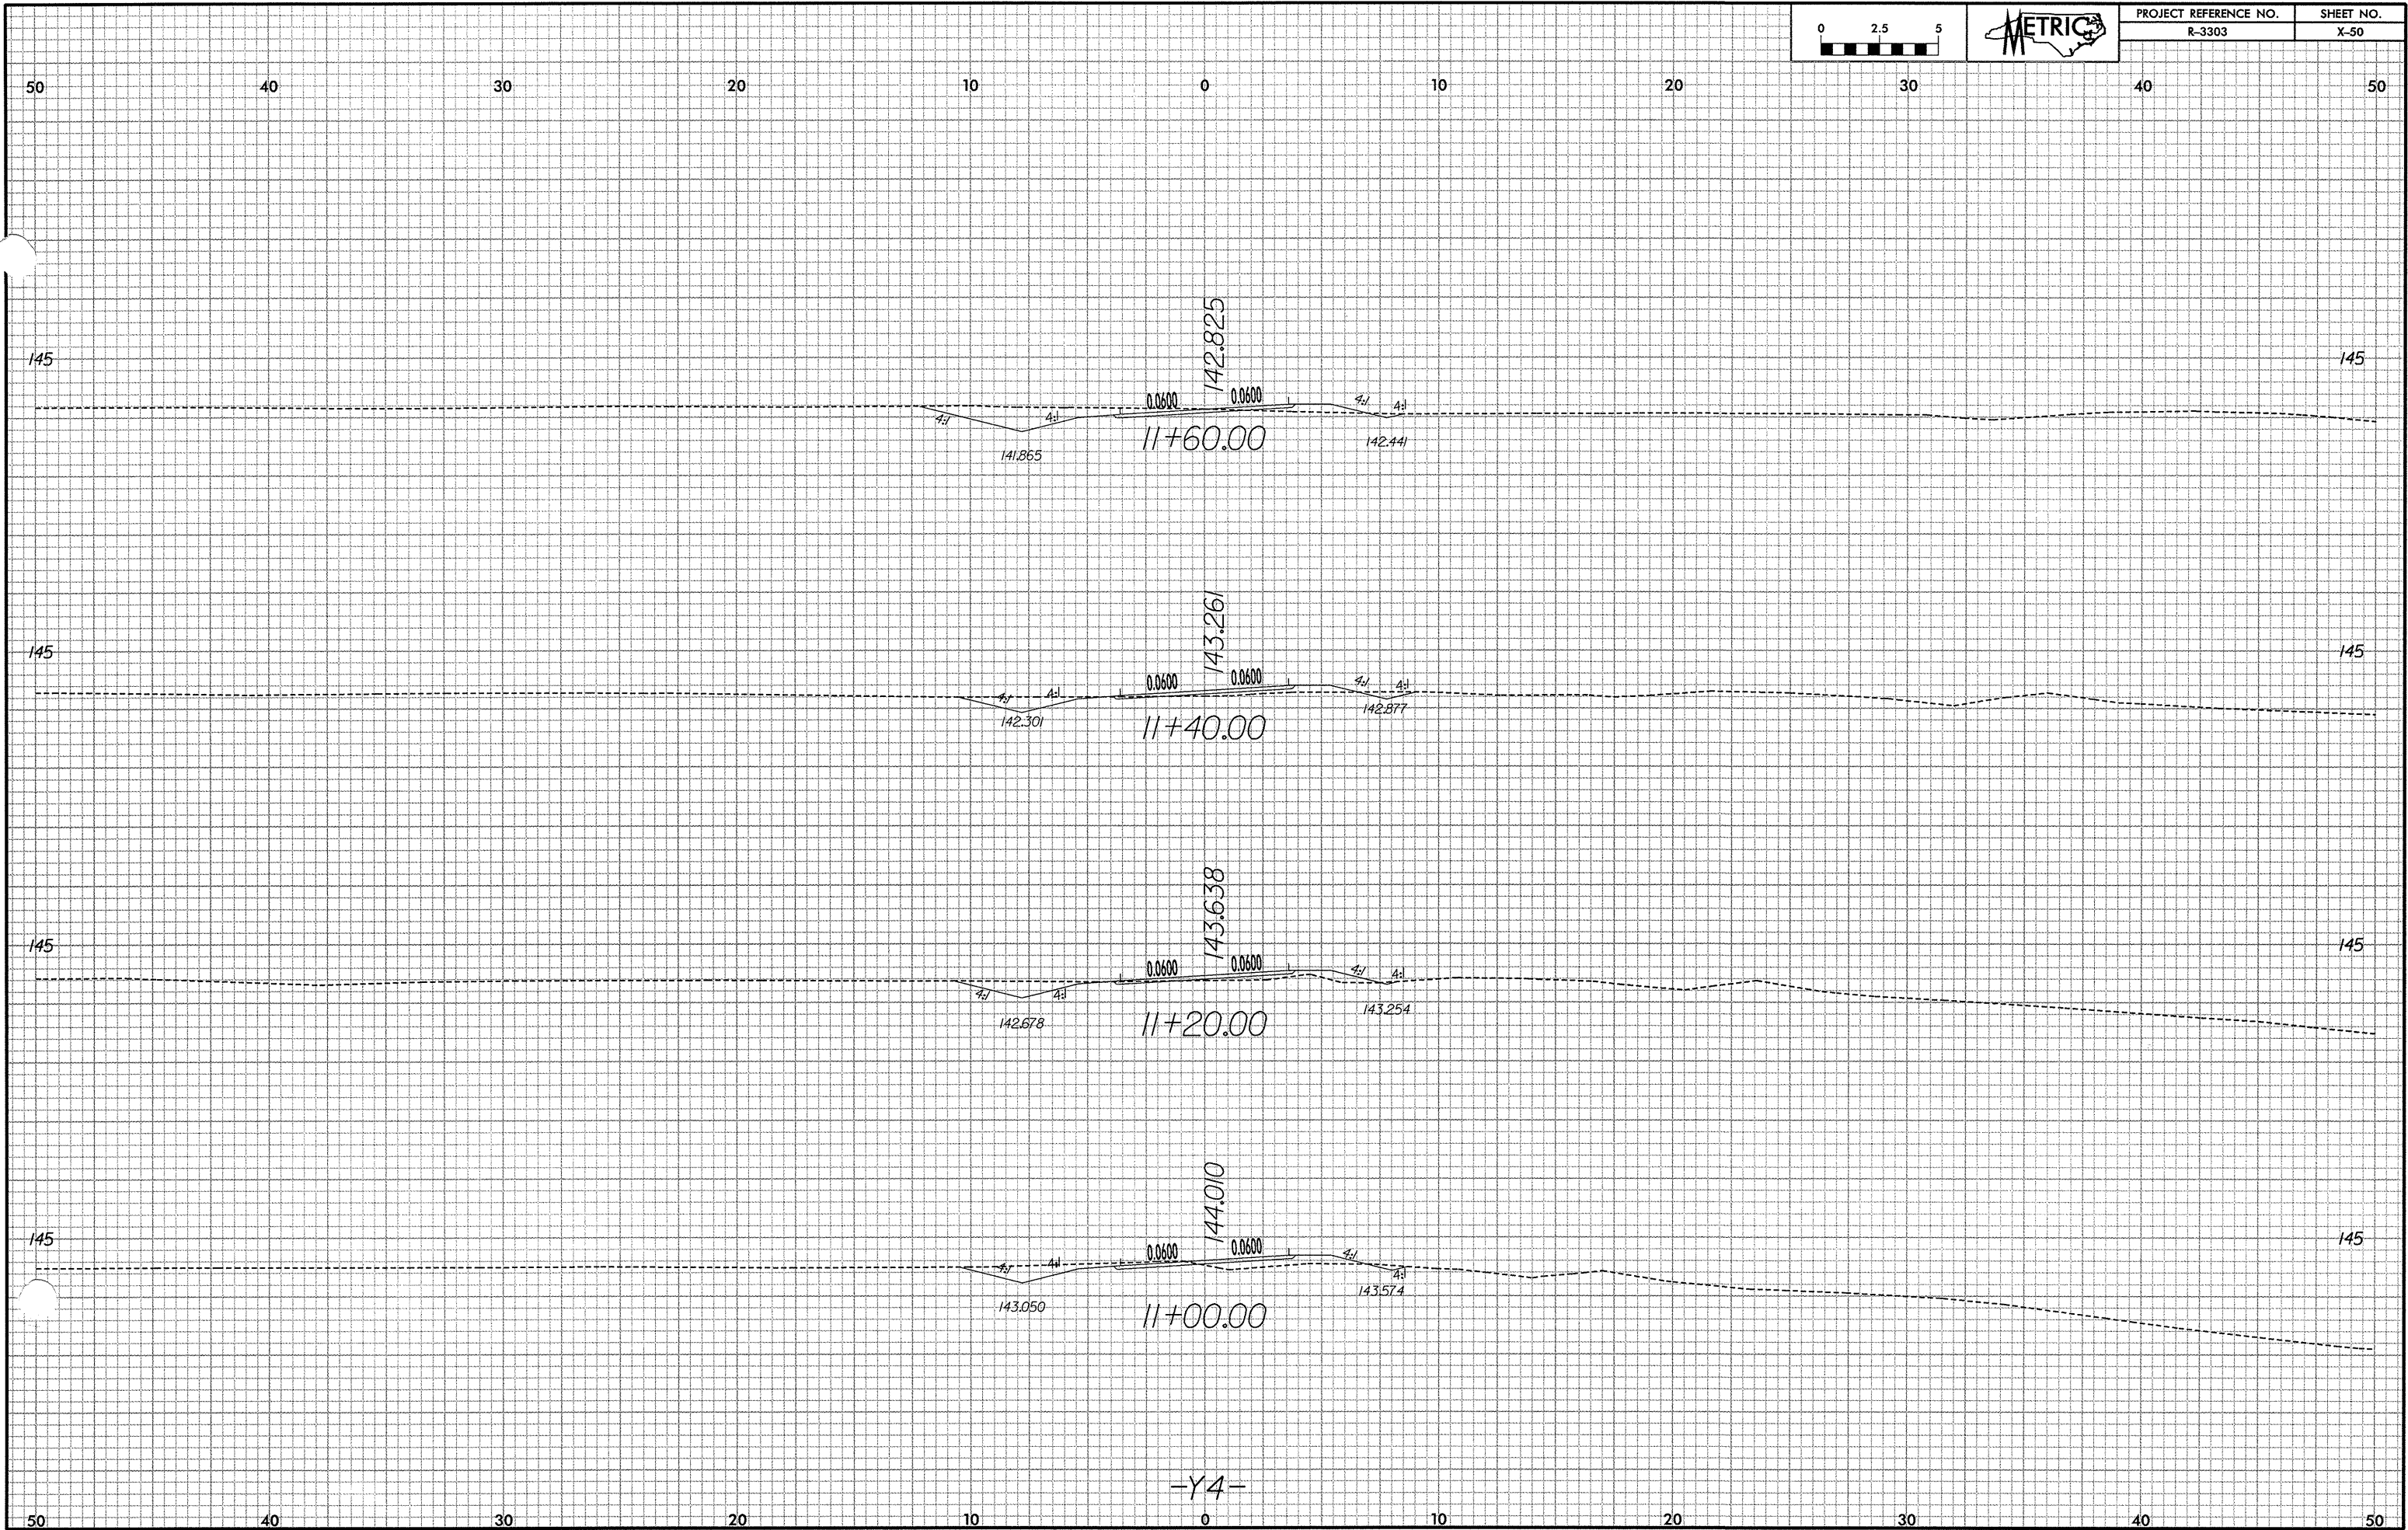 0 2.5 5
METRIC
PROJECT REFERENCE NO. SHEET NO.
R-3303 X-50
50 40 30 20 10 0 10 20 30 40 50
142.825
145 145
0.0600 0.0600
4:1 4:1 4:1 4:1
11+60.00
141.865 142.441
143.261
145 145
0.0600 0.0600
4:1 4:1 4:1 4:1
142.301 142.877
11+40.00
143.638
145 145
0.0600 0.0600
4:1 4:1 4:1 4:1
142.678 143.254
11+20.00
144.010
145 145
0.0600 0.0600
4:1 4:1 4:1 4:1
143.050 143.574
11+00.00
-Y4-
50 40 30 20 10 0 10 20 30 40 50